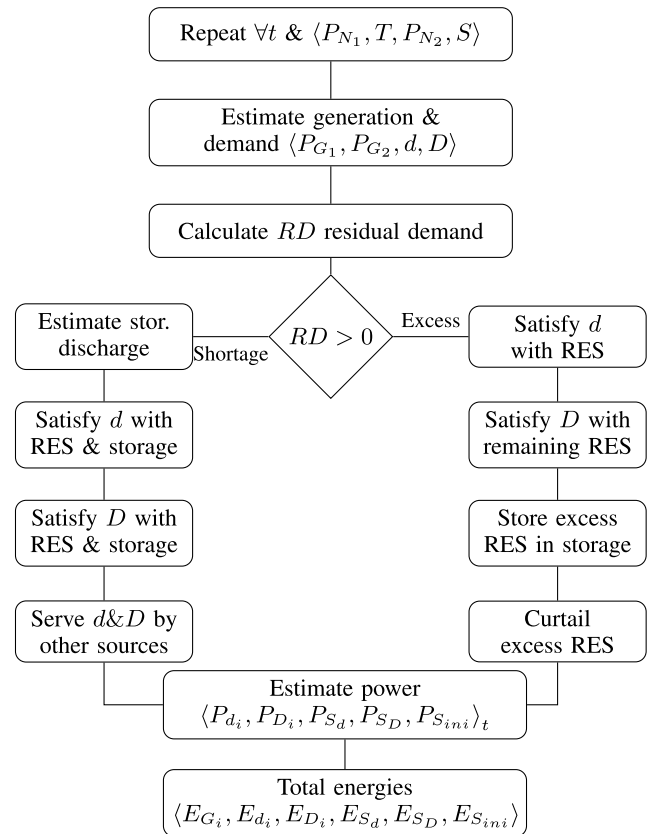 Repeat ∀t & ⟨P_{N_1}, T, P_{N_2}, S⟩
Estimate generation &
demand ⟨P_{G_1}, P_{G_2}, d, D⟩
Calculate RD residual demand
RD > 0
Shortage
Excess
Estimate stor.
discharge
Satisfy d with
RES & storage
Satisfy D with
RES & storage
Serve d&D by
other sources
Satisfy d
with RES
Satisfy D with
remaining RES
Store excess
RES in storage
Curtail
excess RES
Estimate power
⟨P_{d_i}, P_{D_i}, P_{S_d}, P_{S_D}, P_{S_{ini}}⟩_t
Total energies
⟨E_{G_i}, E_{d_i}, E_{D_i}, E_{S_d}, E_{S_D}, E_{S_{ini}}⟩